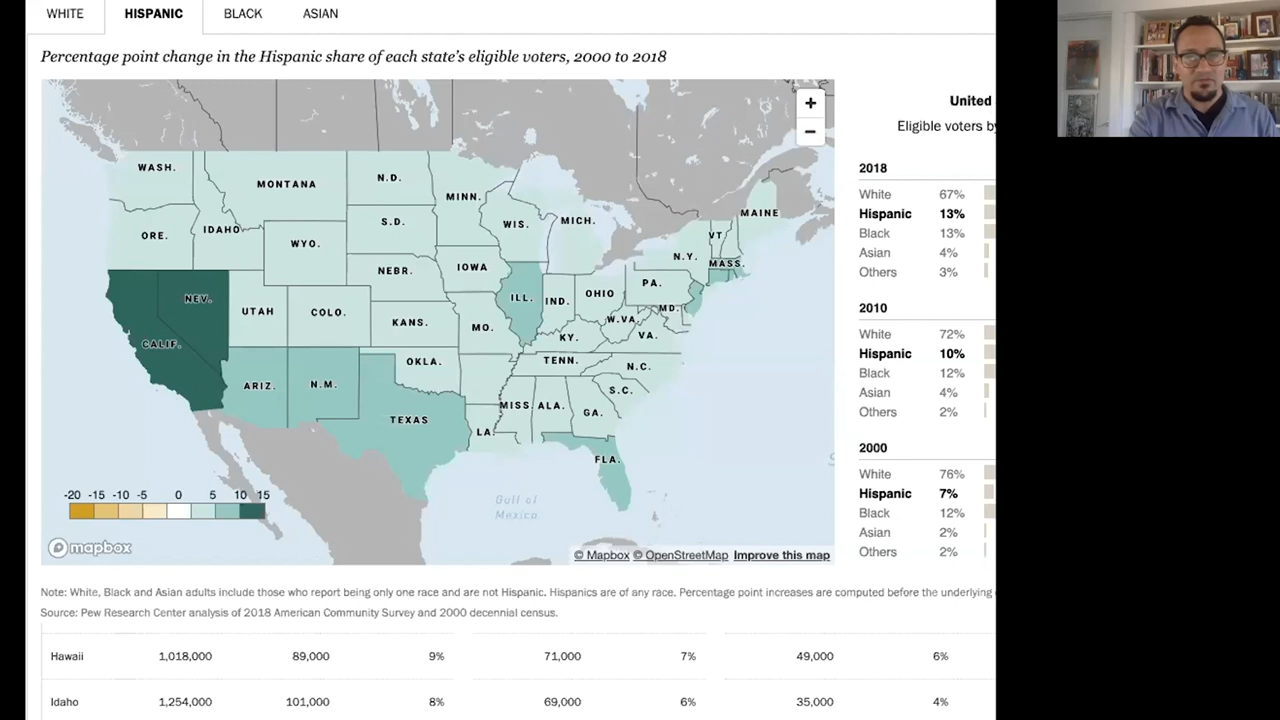 WHITE HISPANIC BLACK ASIAN
Percentage point change in the Hispanic share of each state's eligible voters, 2000 to 2018
+
−
WASH.
MONTANA
N.D.
MINN.
ORE.
IDAHO
WYO.
S.D.
WIS.
MICH.
VT.
MAINE
N.Y.
MASS.
NEV.
UTAH
COLO.
NEBR.
IOWA
ILL.
IND.
OHIO
PA.
KANS.
MO.
W.VA.
MD.
VA.
KY.
CALIF.
ARIZ.
N.M.
OKLA.
TENN.
N.C.
S.C.
TEXAS
LA.
MISS.
ALA.
GA.
FLA.
Gulf of
Mexico
-20 -15 -10 -5 0 5 10 15
mapbox
© Mapbox © OpenStreetMap Improve this map
United
Eligible voters by
2018
White 67%
Hispanic 13%
Black 13%
Asian 4%
Others 3%
2010
White 72%
Hispanic 10%
Black 12%
Asian 4%
Others 2%
2000
White 76%
Hispanic 7%
Black 12%
Asian 2%
Others 2%
Note: White, Black and Asian adults include those who report being only one race and are not Hispanic. Hispanics are of any race. Percentage point increases are computed before the underlying
Source: Pew Research Center analysis of 2018 American Community Survey and 2000 decennial census.
Hawaii 1,018,000 89,000 9% 71,000 7% 49,000 6%
Idaho 1,254,000 101,000 8% 69,000 6% 35,000 4%